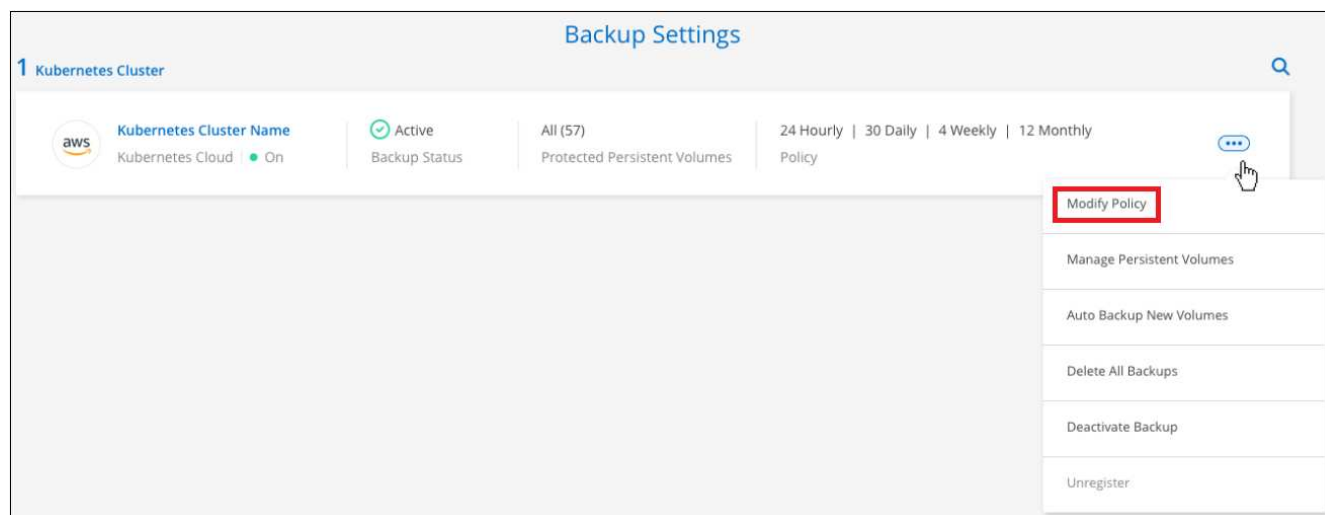 Backup Settings
1 Kubernetes Cluster
aws
Kubernetes Cluster Name
Kubernetes Cloud
On
Active
Backup Status
All (57)
Protected Persistent Volumes
24 Hourly | 30 Daily | 4 Weekly | 12 Monthly
Policy
Modify Policy
Manage Persistent Volumes
Auto Backup New Volumes
Delete All Backups
Deactivate Backup
Unregister